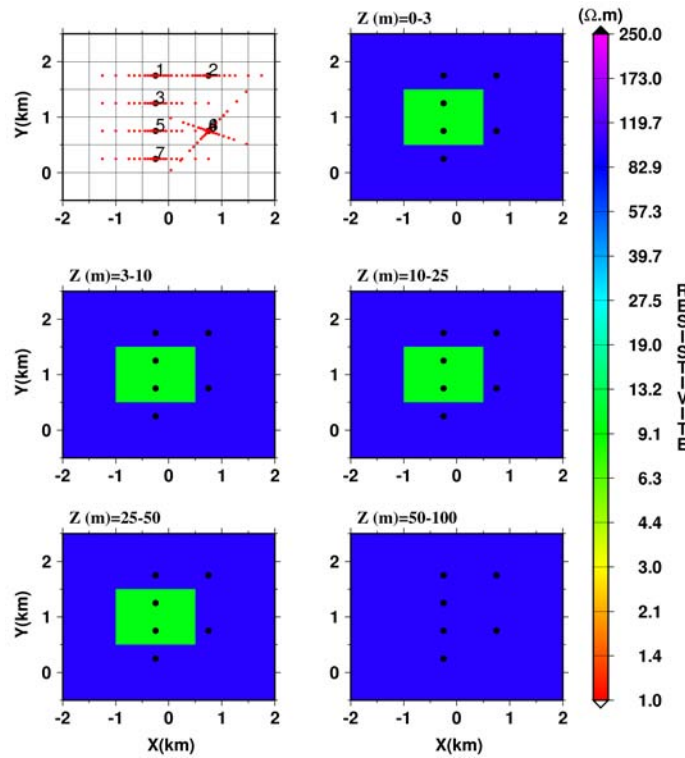 Z (m)=0-3
(Ω.m)
Y(km)
2
1
0
1
2
3
5
7
-2 -1 0 1 2
2
1
0
-2 -1 0 1 2
Z (m)=3-10
Z (m)=10-25
Y(km)
2
1
0
-2 -1 0 1 2
2
1
0
-2 -1 0 1 2
Z (m)=25-50
Z (m)=50-100
Y(km)
2
1
0
-2 -1 0 1 2
X(km)
2
1
0
-2 -1 0 1 2
X(km)
250.0
173.0
119.7
82.9
57.3
39.7
27.5
19.0
13.2
9.1
6.3
4.4
3.0
2.1
1.4
1.0
RESISTIVITE